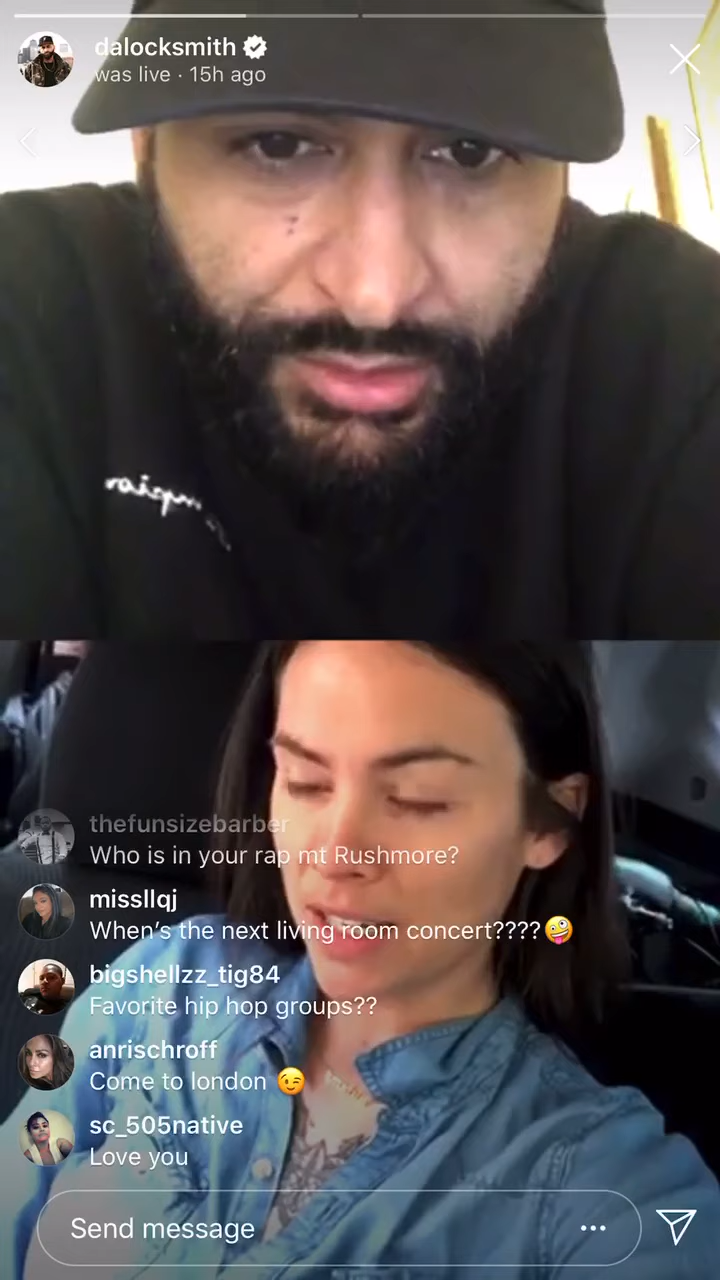 dalocksmith
was live · 15h ago
thefunsizebarber
Who is in your rap mt Rushmore?
missllqj
When's the next living room concert????🤪
bigshellzz_tig84
Favorite hip hop groups??
anrischroff
Come to london 😉
sc_505native
Love you
Send message